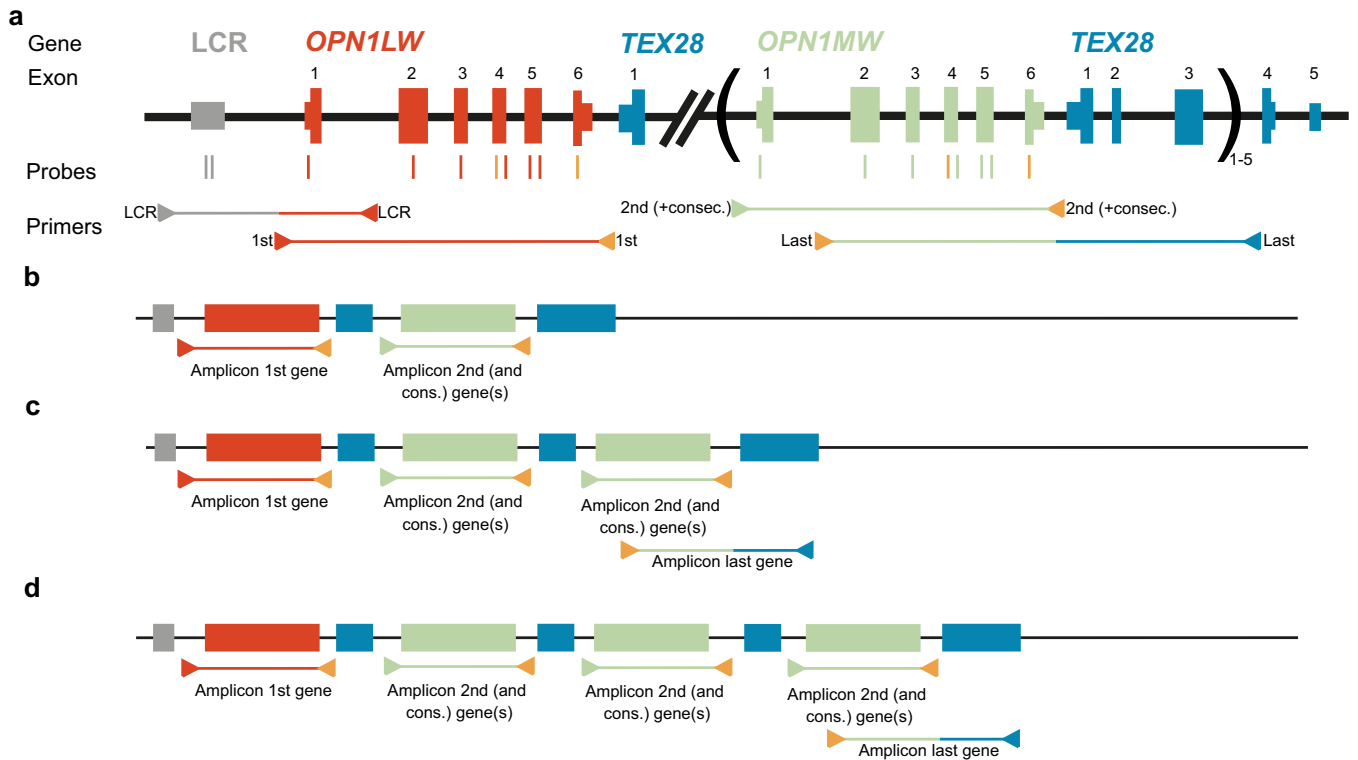 a
Gene LCR OPN1LW TEX28 OPN1MW TEX28
Exon 1 2 3 4 5 6 1 1 2 3 4 5 6 1 2 3 4 5
( )
1-5
Probes
Primers
LCR LCR
1st 1st
2nd (+consec.) 2nd (+consec.)
Last Last
b
Amplicon 1st gene
Amplicon 2nd (and
cons.) gene(s)
c
Amplicon 1st gene
Amplicon 2nd (and
cons.) gene(s)
Amplicon 2nd (and
cons.) gene(s)
Amplicon last gene
d
Amplicon 1st gene
Amplicon 2nd (and
cons.) gene(s)
Amplicon 2nd (and
cons.) gene(s)
Amplicon 2nd (and
cons.) gene(s)
Amplicon last gene